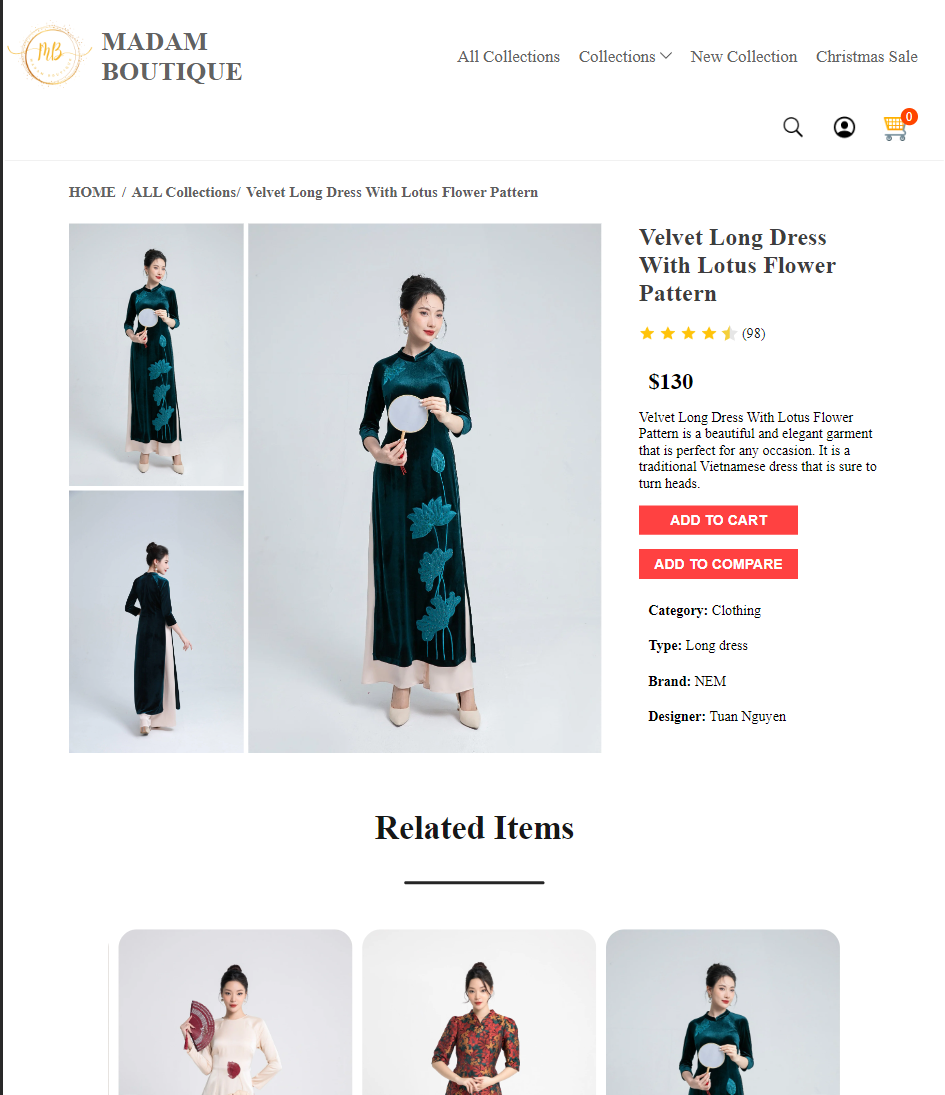 MB
MADAM
BOUTIQUE
All Collections Collections New Collection Christmas Sale
0
HOME / ALL Collections/ Velvet Long Dress With Lotus Flower Pattern
Velvet Long Dress
With Lotus Flower
Pattern
(98)
$130
Velvet Long Dress With Lotus Flower
Pattern is a beautiful and elegant garment
that is perfect for any occasion. It is a
traditional Vietnamese dress that is sure to
turn heads.
ADD TO CART
ADD TO COMPARE
Category: Clothing
Type: Long dress
Brand: NEM
Designer: Tuan Nguyen
Related Items